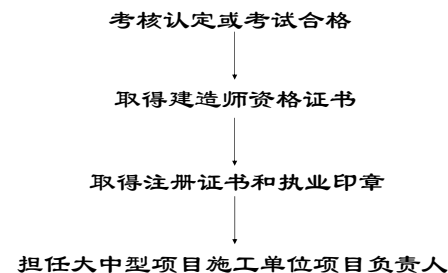 考核认定或考试合格
取得建造师资格证书
取得注册证书和执业印章
担任大中型项目施工单位项目负责人